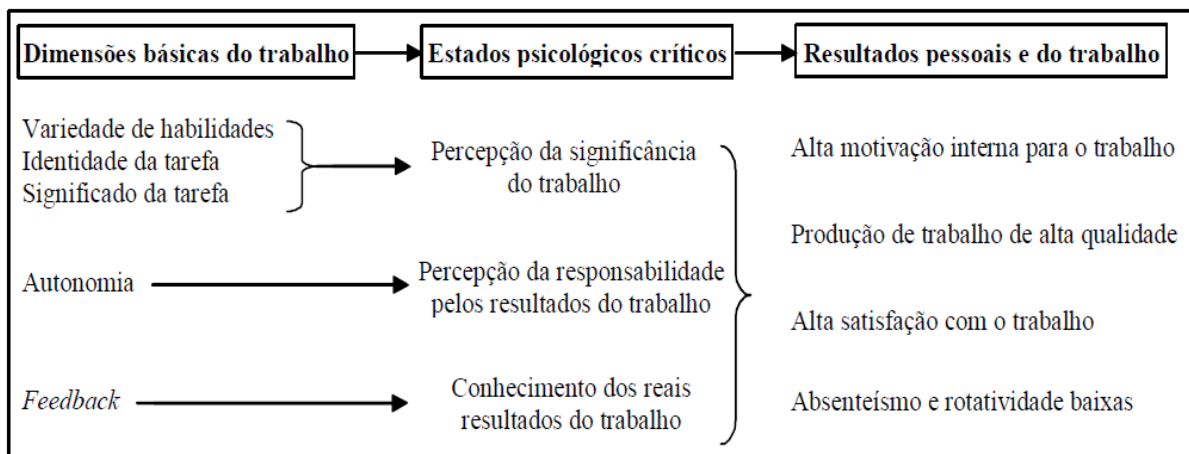 Dimensões básicas do trabalho
Estados psicológicos críticos
Resultados pessoais e do trabalho
Variedade de habilidades
Identidade da tarefa
Significado da tarefa
Percepção da significância
do trabalho
Alta motivação interna para o trabalho
Produção de trabalho de alta qualidade
Autonomia
Percepção da responsabilidade
pelos resultados do trabalho
Alta satisfação com o trabalho
Feedback
Conhecimento dos reais
resultados do trabalho
Absenteísmo e rotatividade baixas